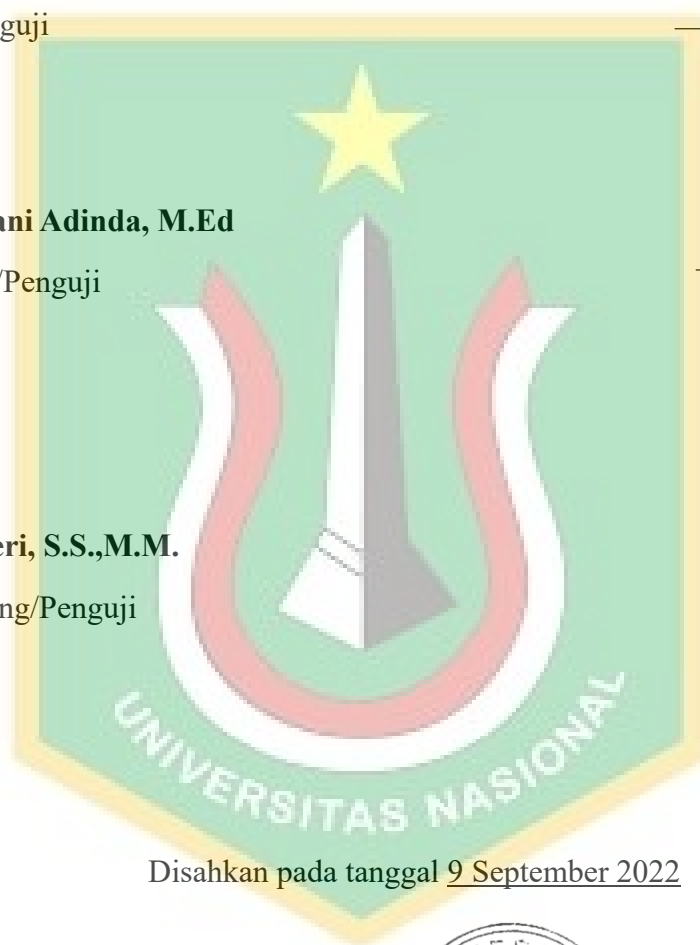 guji
ani Adinda, M.Ed
/Penguji
eri, S.S.,M.M.
ng/Penguji
UNIVERSITAS NASIONAL
Disahkan pada tanggal 9 September 2022